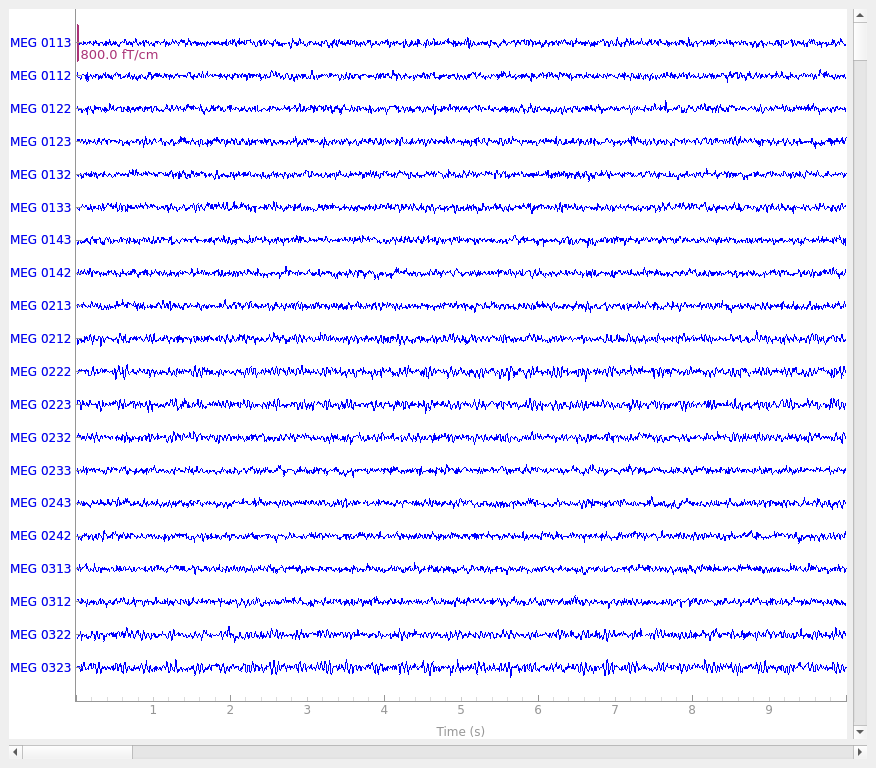 MEG 0113
800.0 fT/cm
MEG 0112
MEG 0122
MEG 0123
MEG 0132
MEG 0133
MEG 0143
MEG 0142
MEG 0213
MEG 0212
MEG 0222
MEG 0223
MEG 0232
MEG 0233
MEG 0243
MEG 0242
MEG 0313
MEG 0312
MEG 0322
MEG 0323
1 2 3 4 5 6 7 8 9
Time (s)